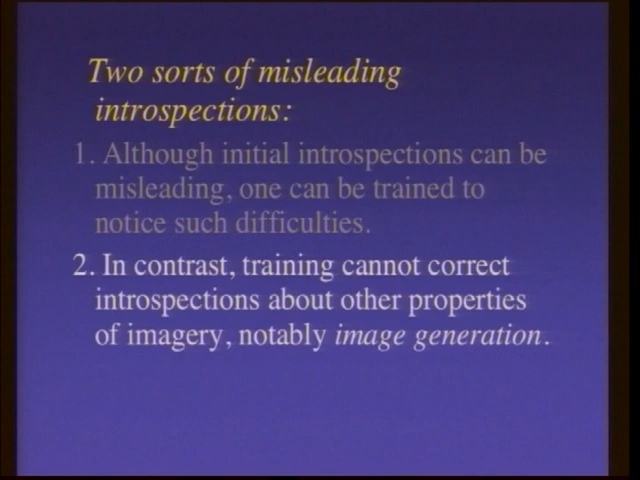 Two sorts of misleading
introspections:
1. Although initial introspections can be
misleading, one can be trained to
notice such difficulties.
2. In contrast, training cannot correct
introspections about other properties
of imagery, notably image generation.